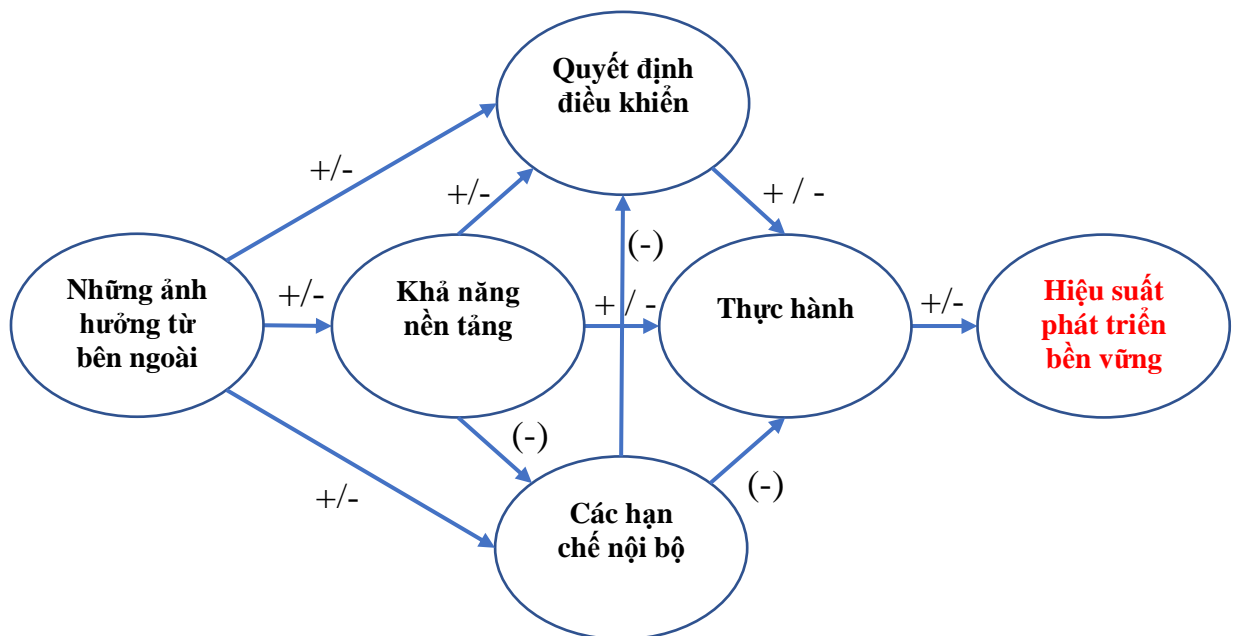 Quyết định
điều khiển
+/-
+/-
+ / -
(-)
Những ảnh
hưởng từ
bên ngoài
+/-
Khả năng
nền tảng
+ / -
Thực hành
+/-
Hiệu suất
phát triển
bền vững
(-)
+/-
(-)
Các hạn
chế nội bộ